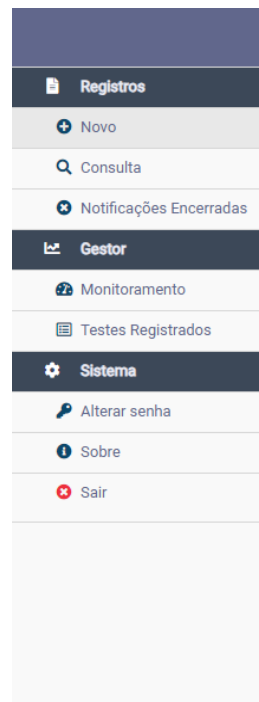 Registros
Novo
Consulta
Notificações Encerradas
Gestor
Monitoramento
Testes Registrados
Sistema
Alterar senha
Sobre
Sair